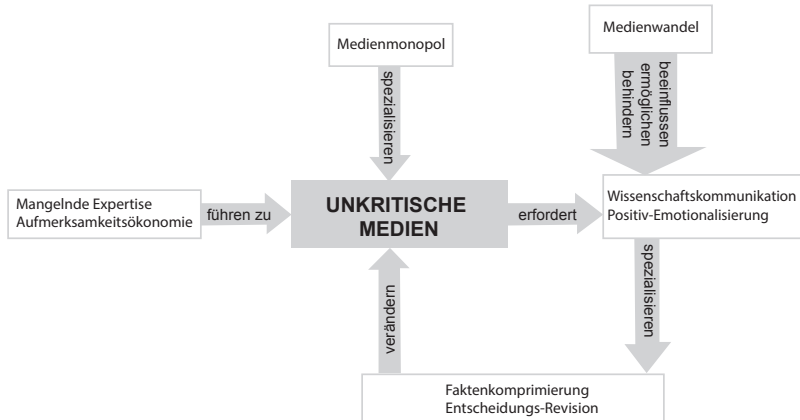 Medienmonopol
Medienwandel
spezialisieren
beeinflussen
ermöglichen
behindern
Mangelnde Expertise
Aufmerksamkeitsökonomie
führen zu
UNKRITISCHE
MEDIEN
erfordert
Wissenschaftskommunikation
Positiv-Emotionalisierung
verändern
spezialisieren
Faktenkomprimierung
Entscheidungs-Revision